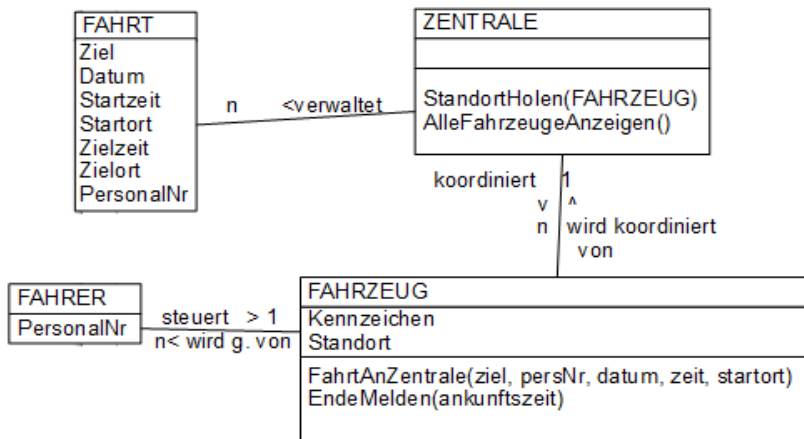 FAHRT
Ziel
Datum
Startzeit
Startort
Zielzeit
Zielort
PersonalNr
n <verwaltet
ZENTRALE
StandortHolen(FAHRZEUG)
AlleFahrzeugeAnzeigen()
koordiniert 1
v ^
n wird koordiniert
von
FAHRER
PersonalNr
steuert > 1
n< wird g. von
FAHRZEUG
Kennzeichen
Standort
FahrtAnZentrale(ziel, persNr, datum, zeit, startort)
EndeMelden(ankunftszeit)